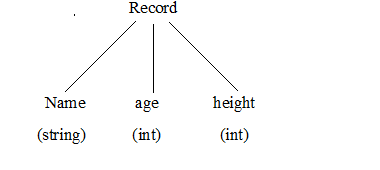 Record
Name age height
(string) (int) (int)